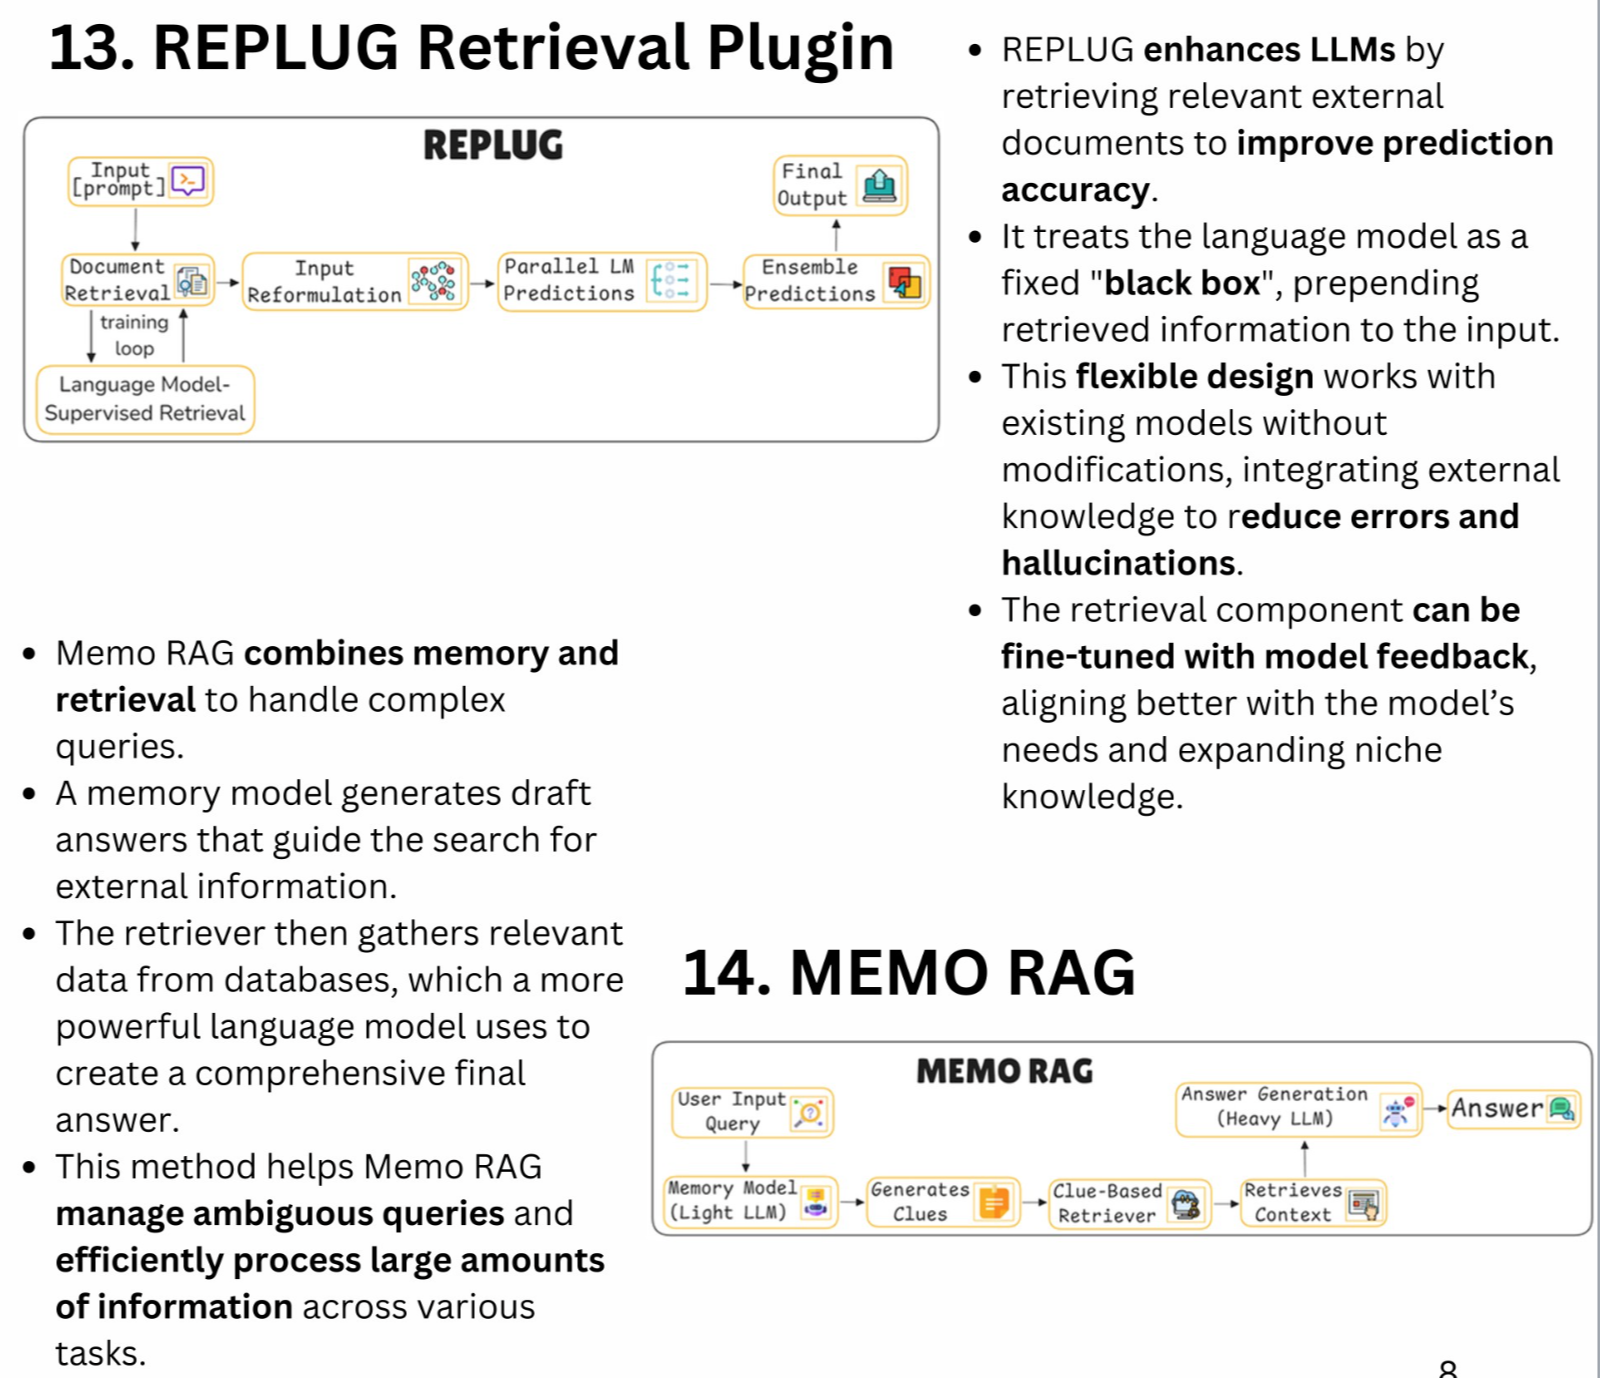 13. REPLUG Retrieval Plugin
REPLUG
Input
[prompt]
Document
Retrieval
training
loop
Language Model-
Supervised Retrieval
Input
Reformulation
Parallel LM
Predictions
Ensemble
Predictions
Final
Output
• REPLUG enhances LLMs by
retrieving relevant external
documents to improve prediction
accuracy.
• It treats the language model as a
fixed "black box", prepending
retrieved information to the input.
• This flexible design works with
existing models without
modifications, integrating external
knowledge to reduce errors and
hallucinations.
• The retrieval component can be
fine-tuned with model feedback,
aligning better with the model’s
needs and expanding niche
knowledge.
• Memo RAG combines memory and
retrieval to handle complex
queries.
• A memory model generates draft
answers that guide the search for
external information.
• The retriever then gathers relevant
data from databases, which a more
powerful language model uses to
create a comprehensive final
answer.
• This method helps Memo RAG
manage ambiguous queries and
efficiently process large amounts
of information across various
tasks.
14. MEMO RAG
MEMO RAG
User Input
Query
Memory Model
(Light LLM)
Generates
Clues
Clue-Based
Retriever
Retrieves
Context
Answer Generation
(Heavy LLM)
Answer
8